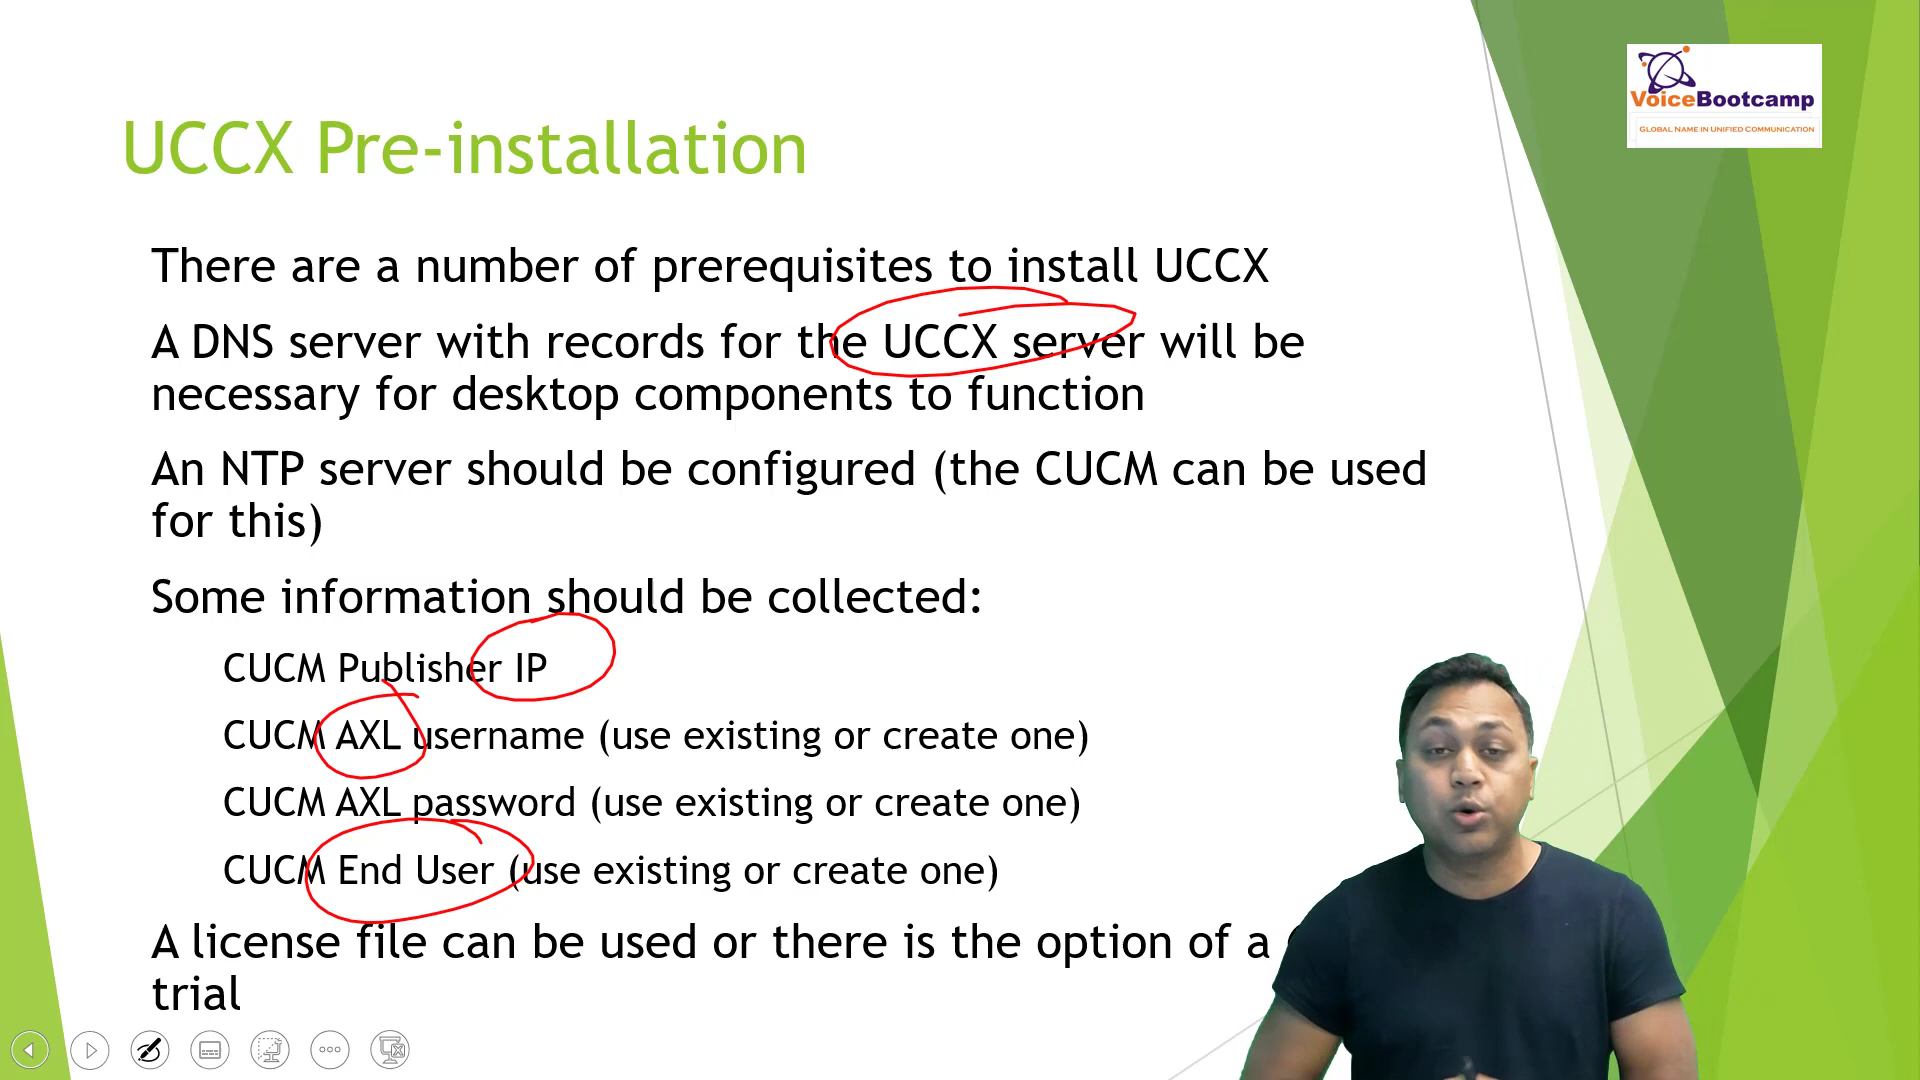 VoiceBootcamp
GLOBAL NAME IN UNIFIED COMMUNICATION
UCCX Pre-installation
There are a number of prerequisites to install UCCX
A DNS server with records for the UCCX server will be
necessary for desktop components to function
An NTP server should be configured (the CUCM can be used
for this)
Some information should be collected:
CUCM Publisher IP
CUCM AXL username (use existing or create one)
CUCM AXL password (use existing or create one)
CUCM End User (use existing or create one)
A license file can be used or there is the option of a
trial